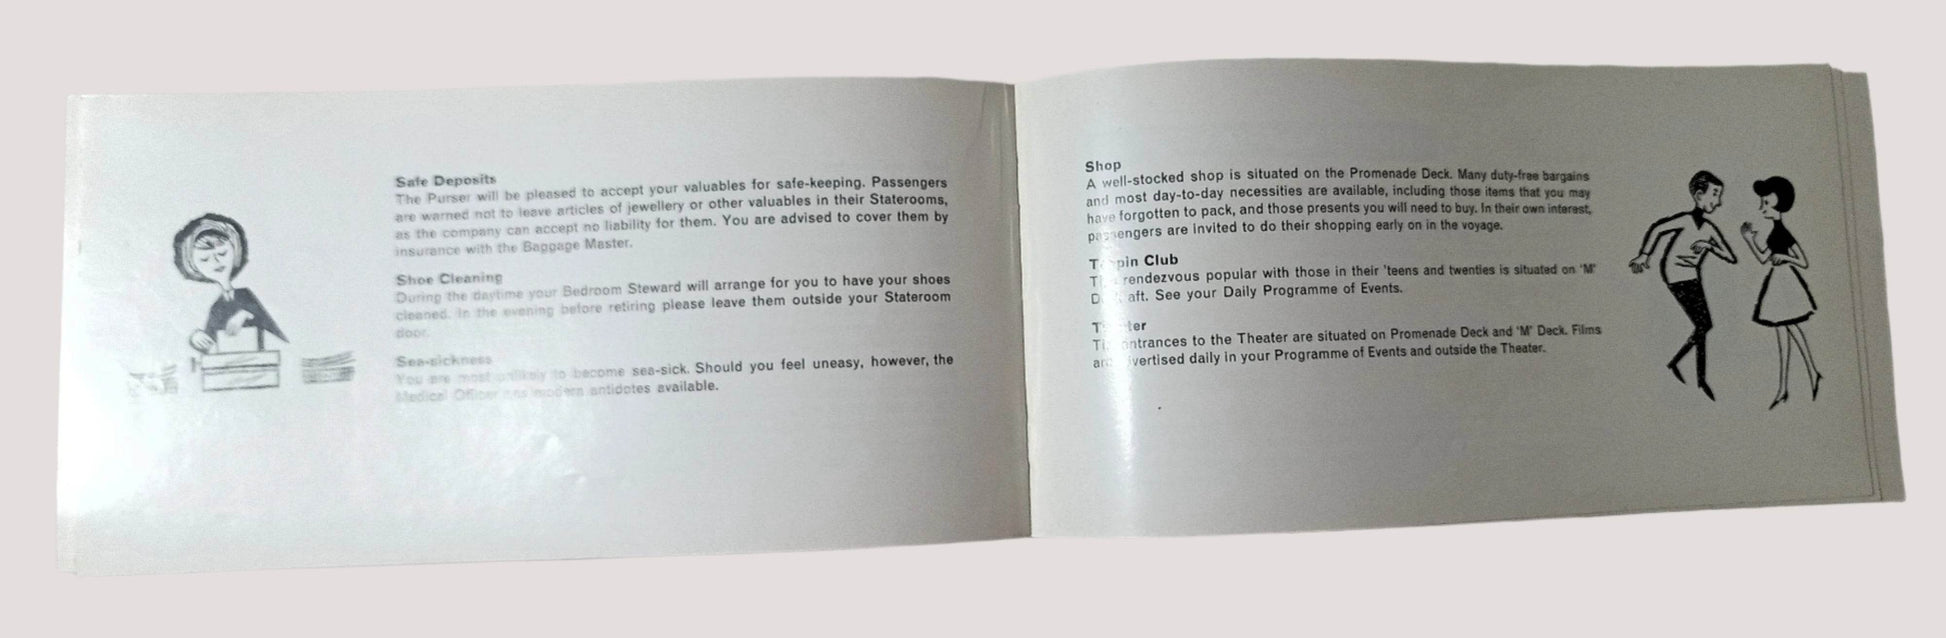 Safe Deposits
The Purser will be pleased to accept your valuables for safe-keeping. Passengers
are warned not to leave articles of jewellery or other valuables in their Staterooms,
as the company can accept no liability for them. You are advised to cover them by
insurance with the Baggage Master.
Shoe Cleaning
During the daytime your Bedroom Steward will arrange for you to have your shoes
cleaned. In the evening before retiring please leave them outside your Stateroom
door.
Sea-sickness
You are most unlikely to become sea-sick. Should you feel uneasy, however, the
Medical Officer has modern antidotes available.
Shop
A well-stocked shop is situated on the Promenade Deck. Many duty-free bargains
and most day-to-day necessities are available, including those items that you may
have forgotten to pack, and those presents you will need to buy. In their own interest,
passengers are invited to do their shopping early on in the voyage.
Club
rendezvous popular with those in their 'teens and twenties is situated on 'M'
aft. See your Daily Programme of Events.
Theater
The entrances to the Theater are situated on Promenade Deck and 'M' Deck. Films
are advertised daily in your Programme of Events and outside the Theater.